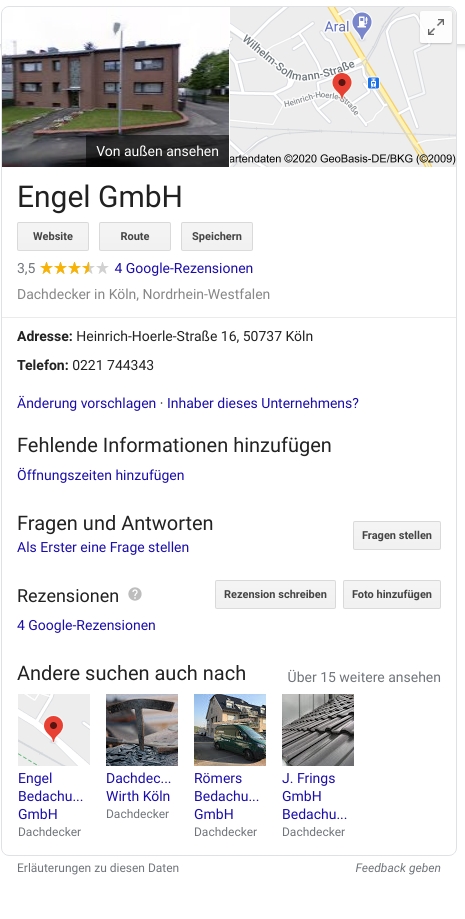 Aral
Wilhelm-Sollmann-Straße
Heinrich-Hoerle-Straße
Von außen ansehen
artendaten ©2020 GeoBasis-DE/BKG (©2009)
Engel GmbH
Website Route Speichern
3,5 4 Google-Rezensionen
Dachdecker in Köln, Nordrhein-Westfalen
Adresse: Heinrich-Hoerle-Straße 16, 50737 Köln
Telefon: 0221 744343
Änderung vorschlagen · Inhaber dieses Unternehmens?
Fehlende Informationen hinzufügen
Öffnungszeiten hinzufügen
Fragen und Antworten
Fragen stellen
Als Erster eine Frage stellen
Rezensionen ? Rezension schreiben Foto hinzufügen
4 Google-Rezensionen
Andere suchen auch nach Über 15 weitere ansehen
Engel
Bedachu...
GmbH
Dachdecker
Dachdec...
Wirth Köln
Dachdecker
Römers
Bedachu...
GmbH
Dachdecker
J. Frings
GmbH
Bedachu...
Dachdecker
Erläuterungen zu diesen Daten Feedback geben